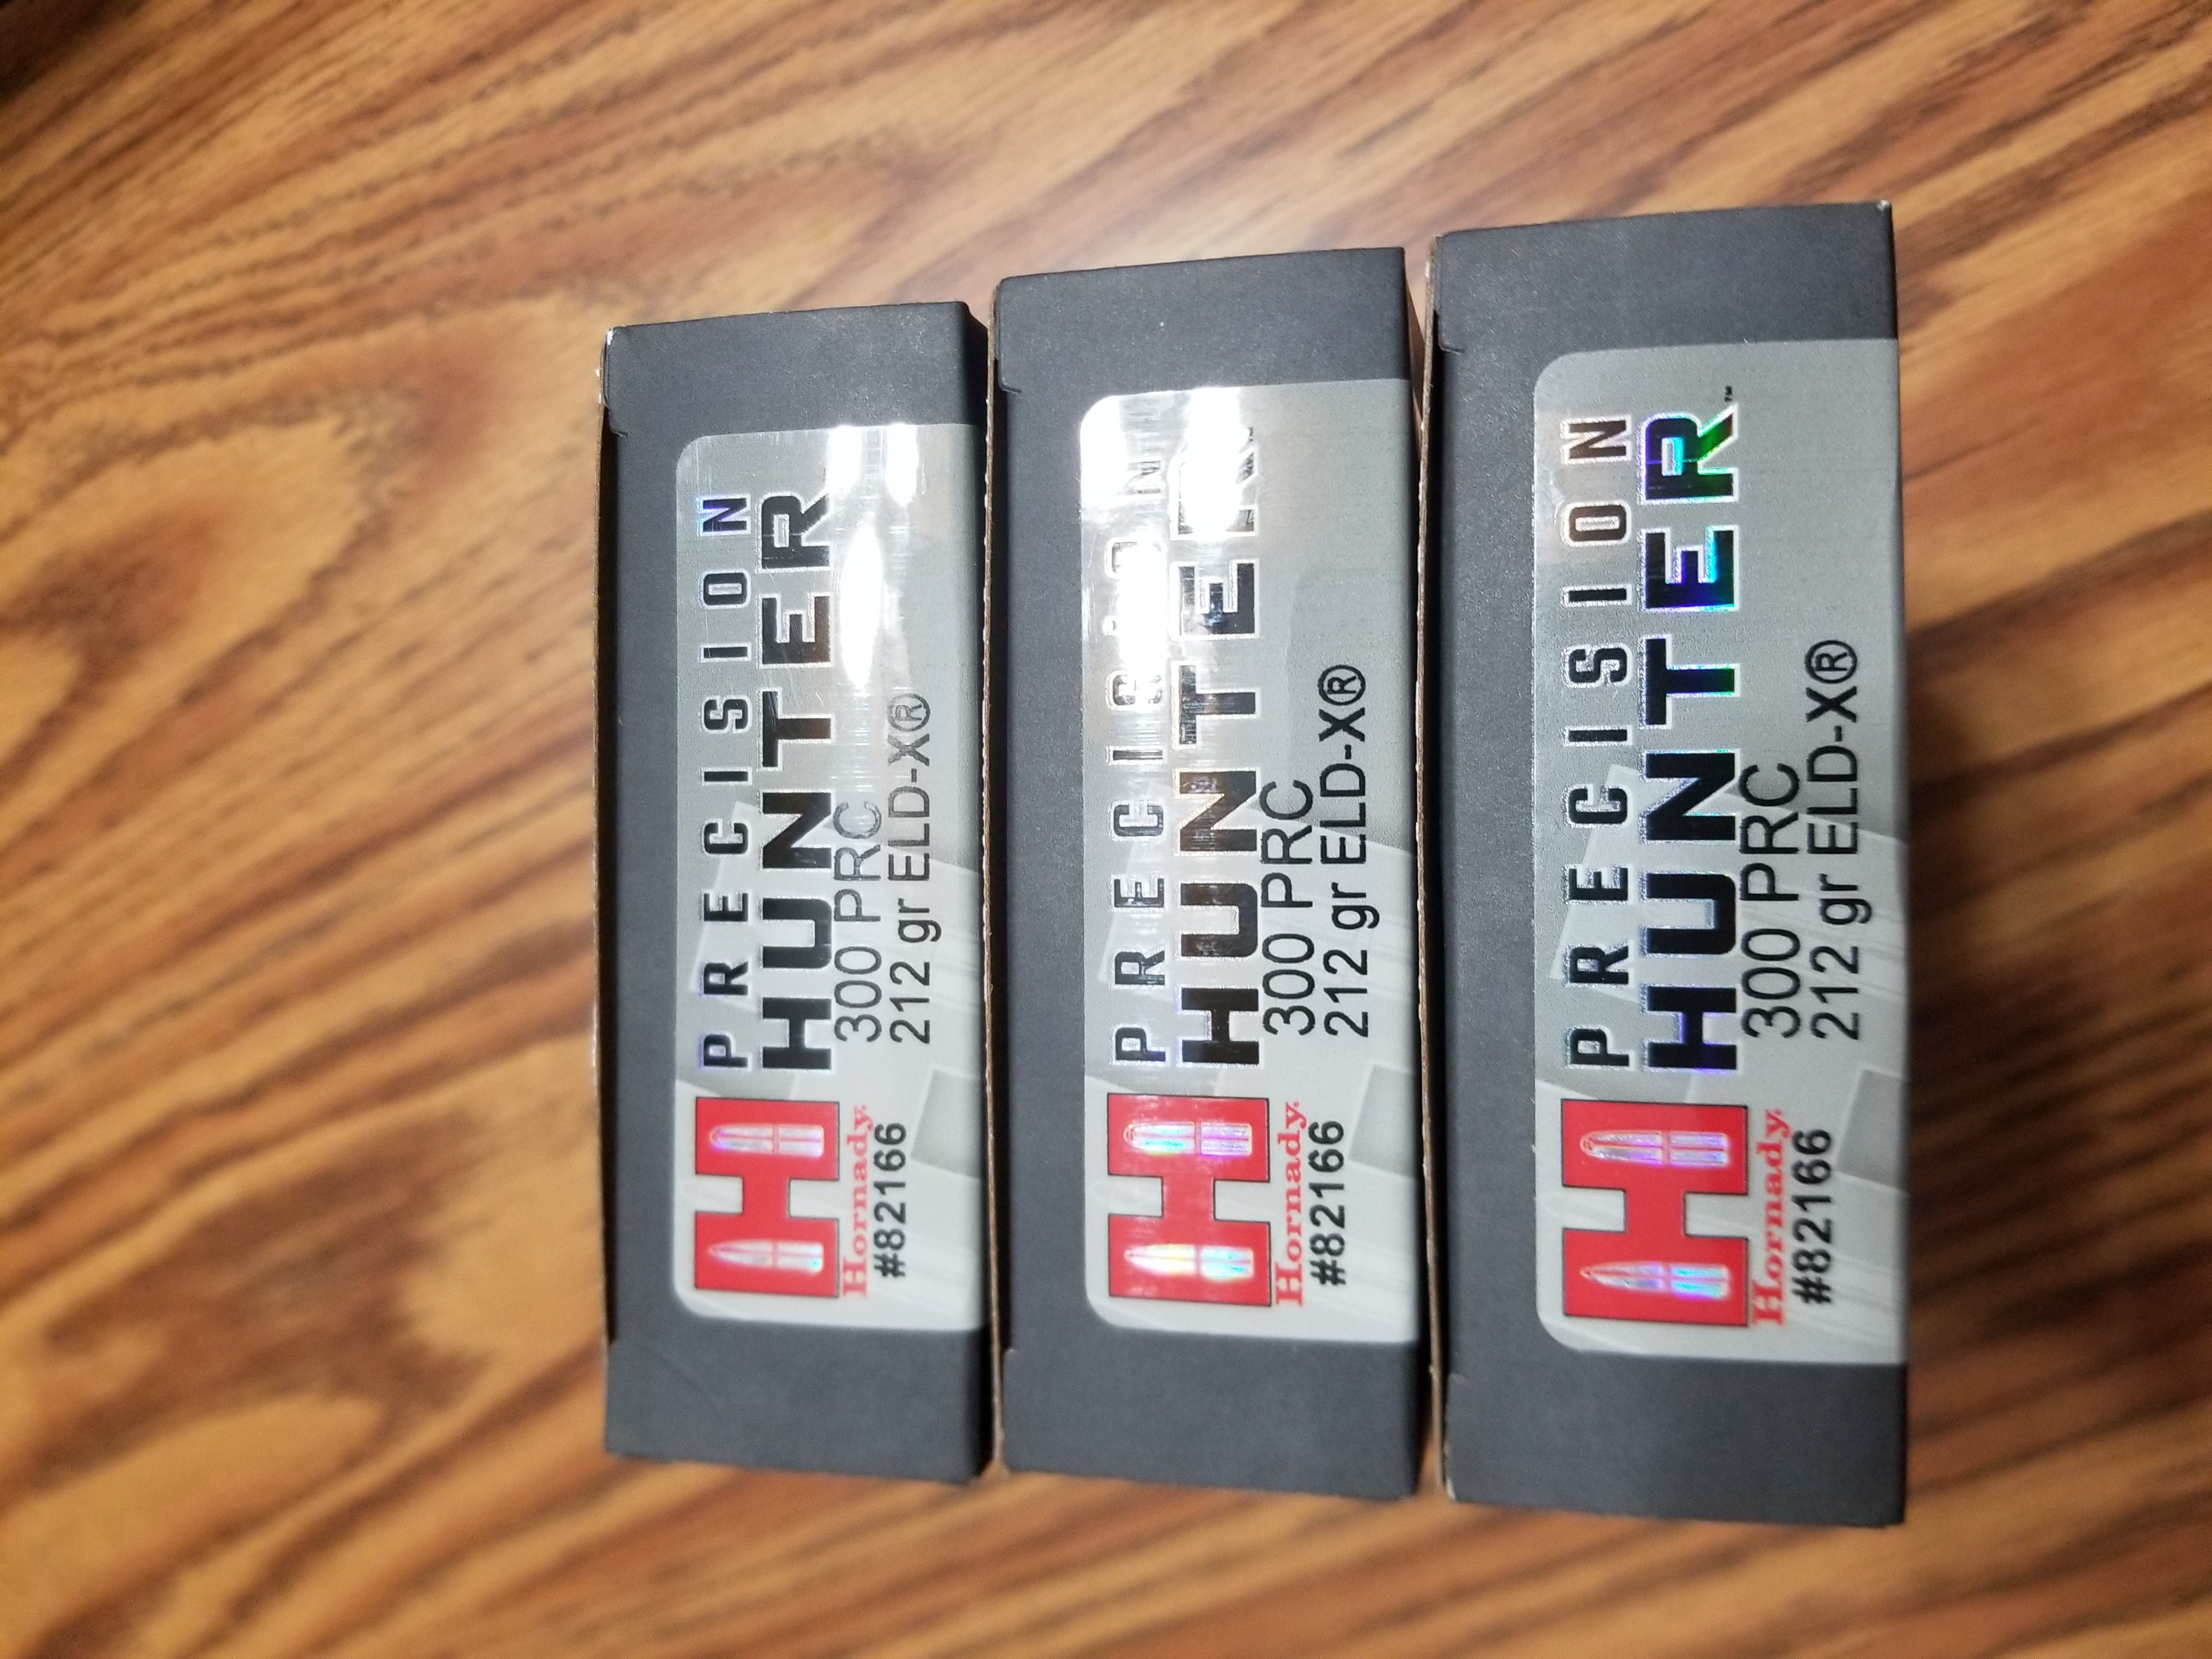 PRECISION
HUNTER
300 PRC
212 gr ELD-X®
Hornady.
#82166
PRECISION
HUNTER
300 PRC
212 gr ELD-X®
Hornady.
#82166
PRECISION
HUNTER™
300 PRC
212 gr ELD-X®
Hornady.
#82166